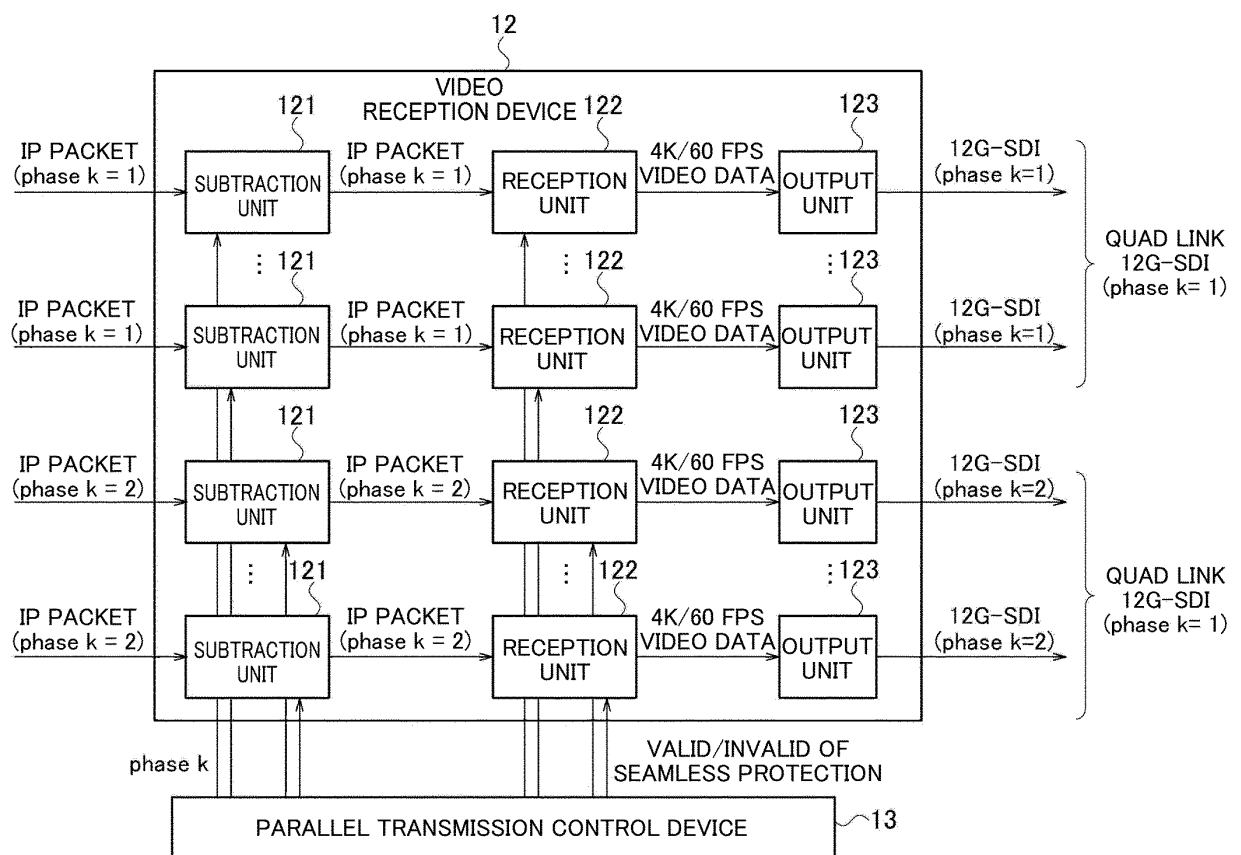 12
VIDEO
RECEPTION DEVICE
121
122
123
IP PACKET
(phase k = 1)
SUBTRACTION
UNIT
IP PACKET
(phase k = 1)
RECEPTION
UNIT
4K/60 FPS
VIDEO DATA
OUTPUT
UNIT
12G-SDI
(phase k=1)
⋮
121
⋮
122
⋮
123
IP PACKET
(phase k = 1)
SUBTRACTION
UNIT
IP PACKET
(phase k = 1)
RECEPTION
UNIT
4K/60 FPS
VIDEO DATA
OUTPUT
UNIT
12G-SDI
(phase k=1)
QUAD LINK
12G-SDI
(phase k= 1)
121
122
123
IP PACKET
(phase k = 2)
SUBTRACTION
UNIT
IP PACKET
(phase k = 2)
RECEPTION
UNIT
4K/60 FPS
VIDEO DATA
OUTPUT
UNIT
12G-SDI
(phase k=2)
⋮
121
⋮
122
⋮
123
IP PACKET
(phase k = 2)
SUBTRACTION
UNIT
IP PACKET
(phase k = 2)
RECEPTION
UNIT
4K/60 FPS
VIDEO DATA
OUTPUT
UNIT
12G-SDI
(phase k=2)
QUAD LINK
12G-SDI
(phase k= 1)
phase k
VALID/INVALID OF
SEAMLESS PROTECTION
PARALLEL TRANSMISSION CONTROL DEVICE
13